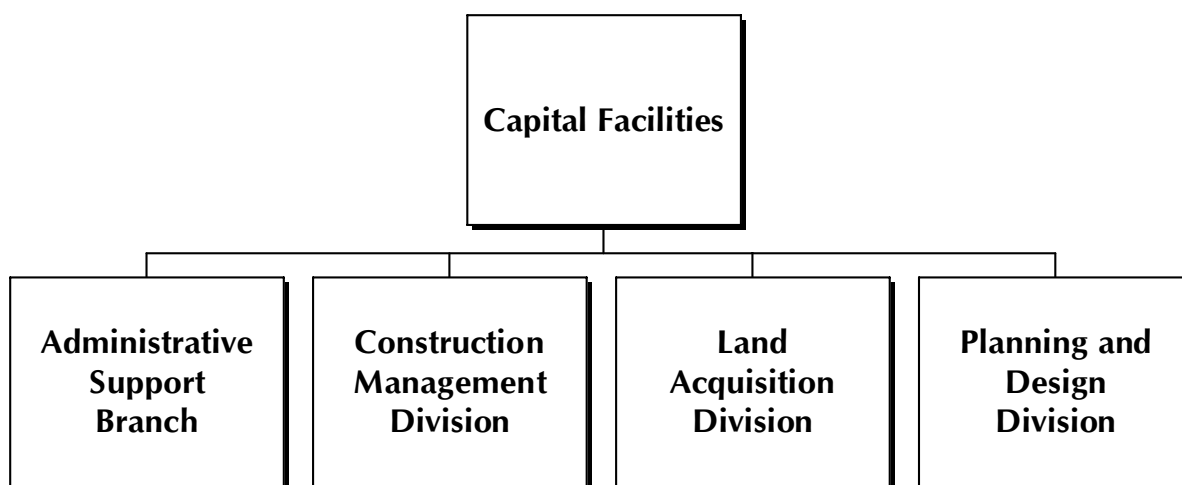 Capital Facilities
Administrative
Support
Branch
Construction
Management
Division
Land
Acquisition
Division
Planning and
Design
Division